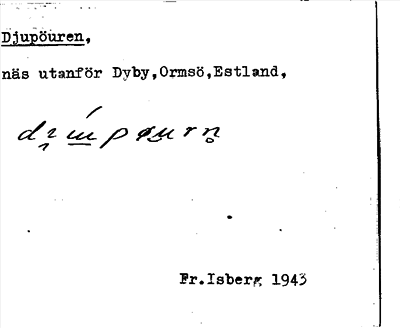 Djupöuren,
näs utanför Dyby,Ormsö,Estland,
Fr.Isberg 1943